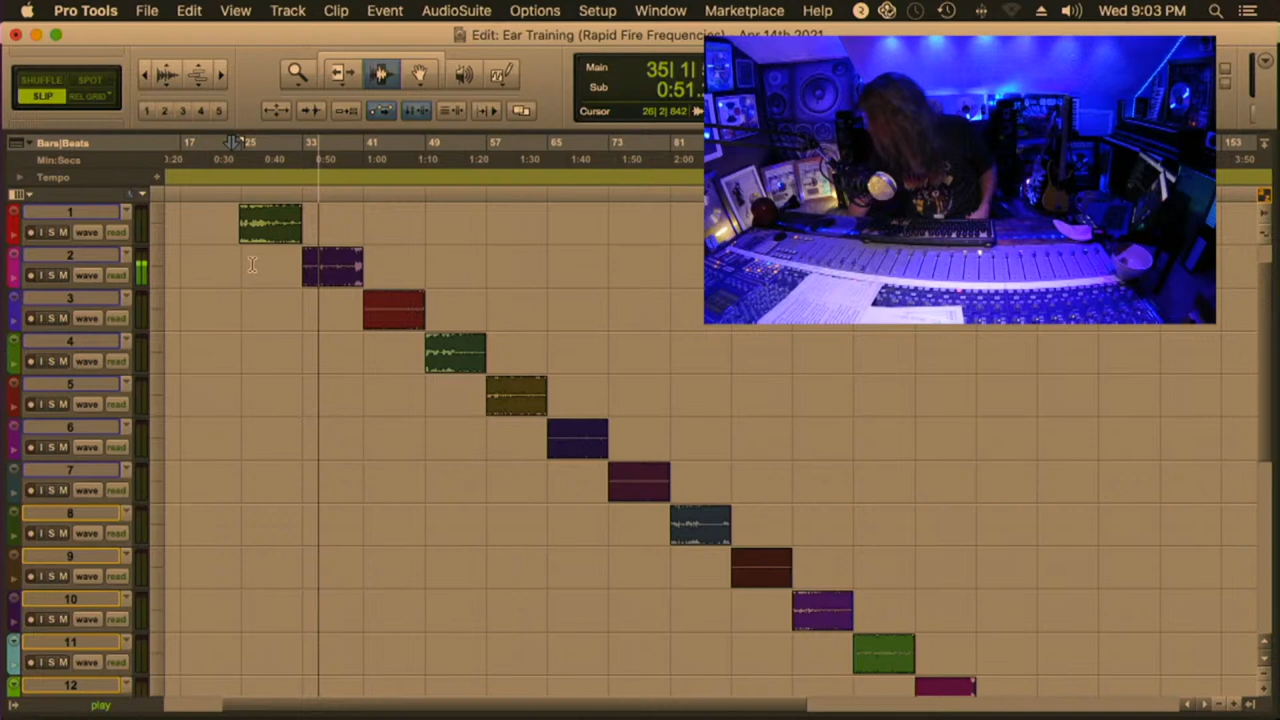 Pro Tools File Edit View Track Clip Event AudioSuite Options Setup Window Marketplace Help Wed 9:03 PM
Edit: Ear Training (Rapid Fire Frequencies) - Apr 14th 2021
SHUFFLE SPOT
SLIP REL GRID
1 2 3 4 5
Main 35| 1|
Sub 0:51.
Cursor 26| 2| 842
Bars|Beats 17 25 33 41 49 57 65 73 81 153
Min:Secs 0:20 0:30 0:40 0:50 1:00 1:10 1:20 1:30 1:40 1:50 2:00 3:50
Tempo
1
I S M wave read
2
I S M wave read
3
I S M wave read
4
I S M wave read
5
I S M wave read
6
I S M wave read
7
I S M wave read
8
I S M wave read
9
I S M wave read
10
I S M wave read
11
I S M wave read
12
play